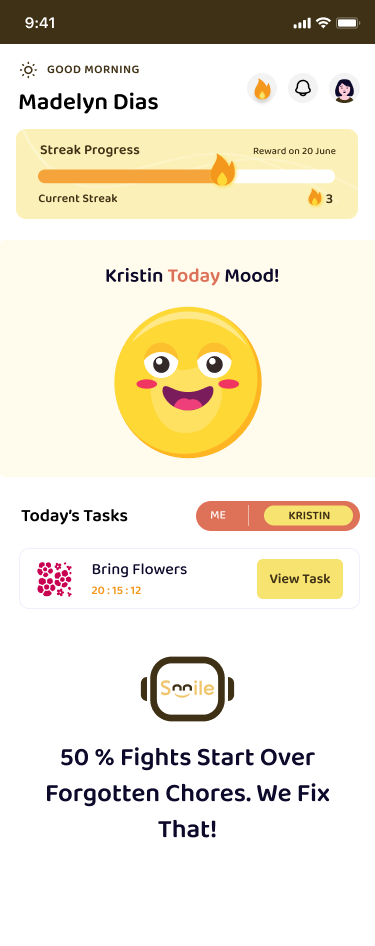 9:41
GOOD MORNING
Madelyn Dias
Streak Progress
Reward on 20 June
Current Streak
3
Kristin Today Mood!
Today's Tasks
ME
KRISTIN
Bring Flowers
20 : 15 : 12
View Task
Smile
50 % Fights Start Over
Forgotten Chores. We Fix
That!